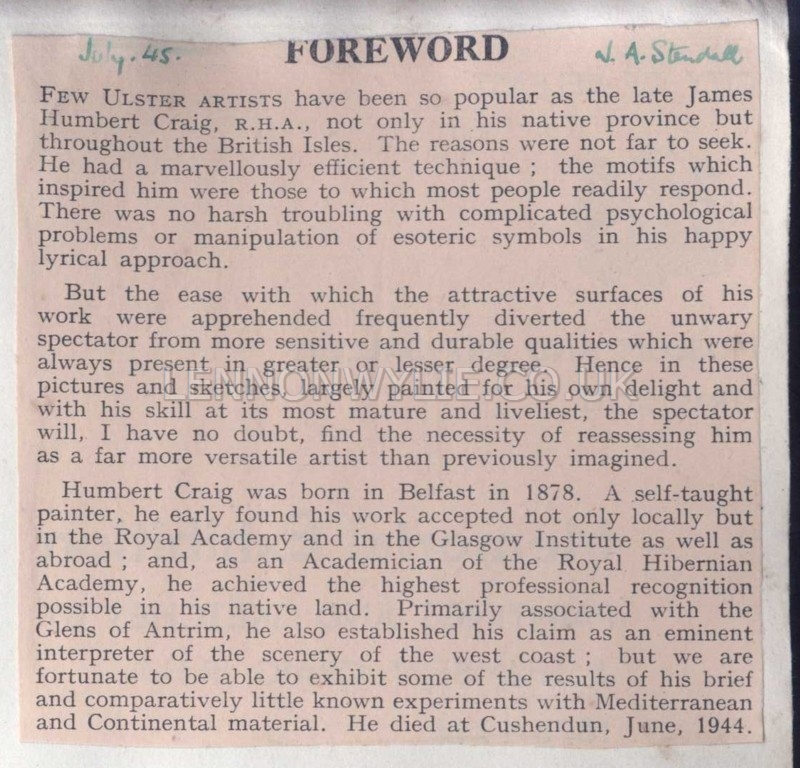 July. 45.
FOREWORD
J. A. Stendall
FEW ULSTER ARTISTS have been so popular as the late James
Humbert Craig, R.H.A., not only in his native province but
throughout the British Isles. The reasons were not far to seek.
He had a marvellously efficient technique ; the motifs which
inspired him were those to which most people readily respond.
There was no harsh troubling with complicated psychological
problems or manipulation of esoteric symbols in his happy
lyrical approach.
But the ease with which the attractive surfaces of his
work were apprehended frequently diverted the unwary
spectator from more sensitive and durable qualities which were
always present in greater or lesser degree. Hence in these
pictures and sketches, largely painted for his own delight and
LENNONWYLIE.CO.UK
with his skill at its most mature and liveliest, the spectator
will, I have no doubt, find the necessity of reassessing him
as a far more versatile artist than previously imagined.
Humbert Craig was born in Belfast in 1878. A self-taught
painter, he early found his work accepted not only locally but
in the Royal Academy and in the Glasgow Institute as well as
abroad ; and, as an Academician of the Royal Hibernian
Academy, he achieved the highest professional recognition
possible in his native land. Primarily associated with the
Glens of Antrim, he also established his claim as an eminent
interpreter of the scenery of the west coast ; but we are
fortunate to be able to exhibit some of the results of his brief
and comparatively little known experiments with Mediterranean
and Continental material. He died at Cushendun, June, 1944.